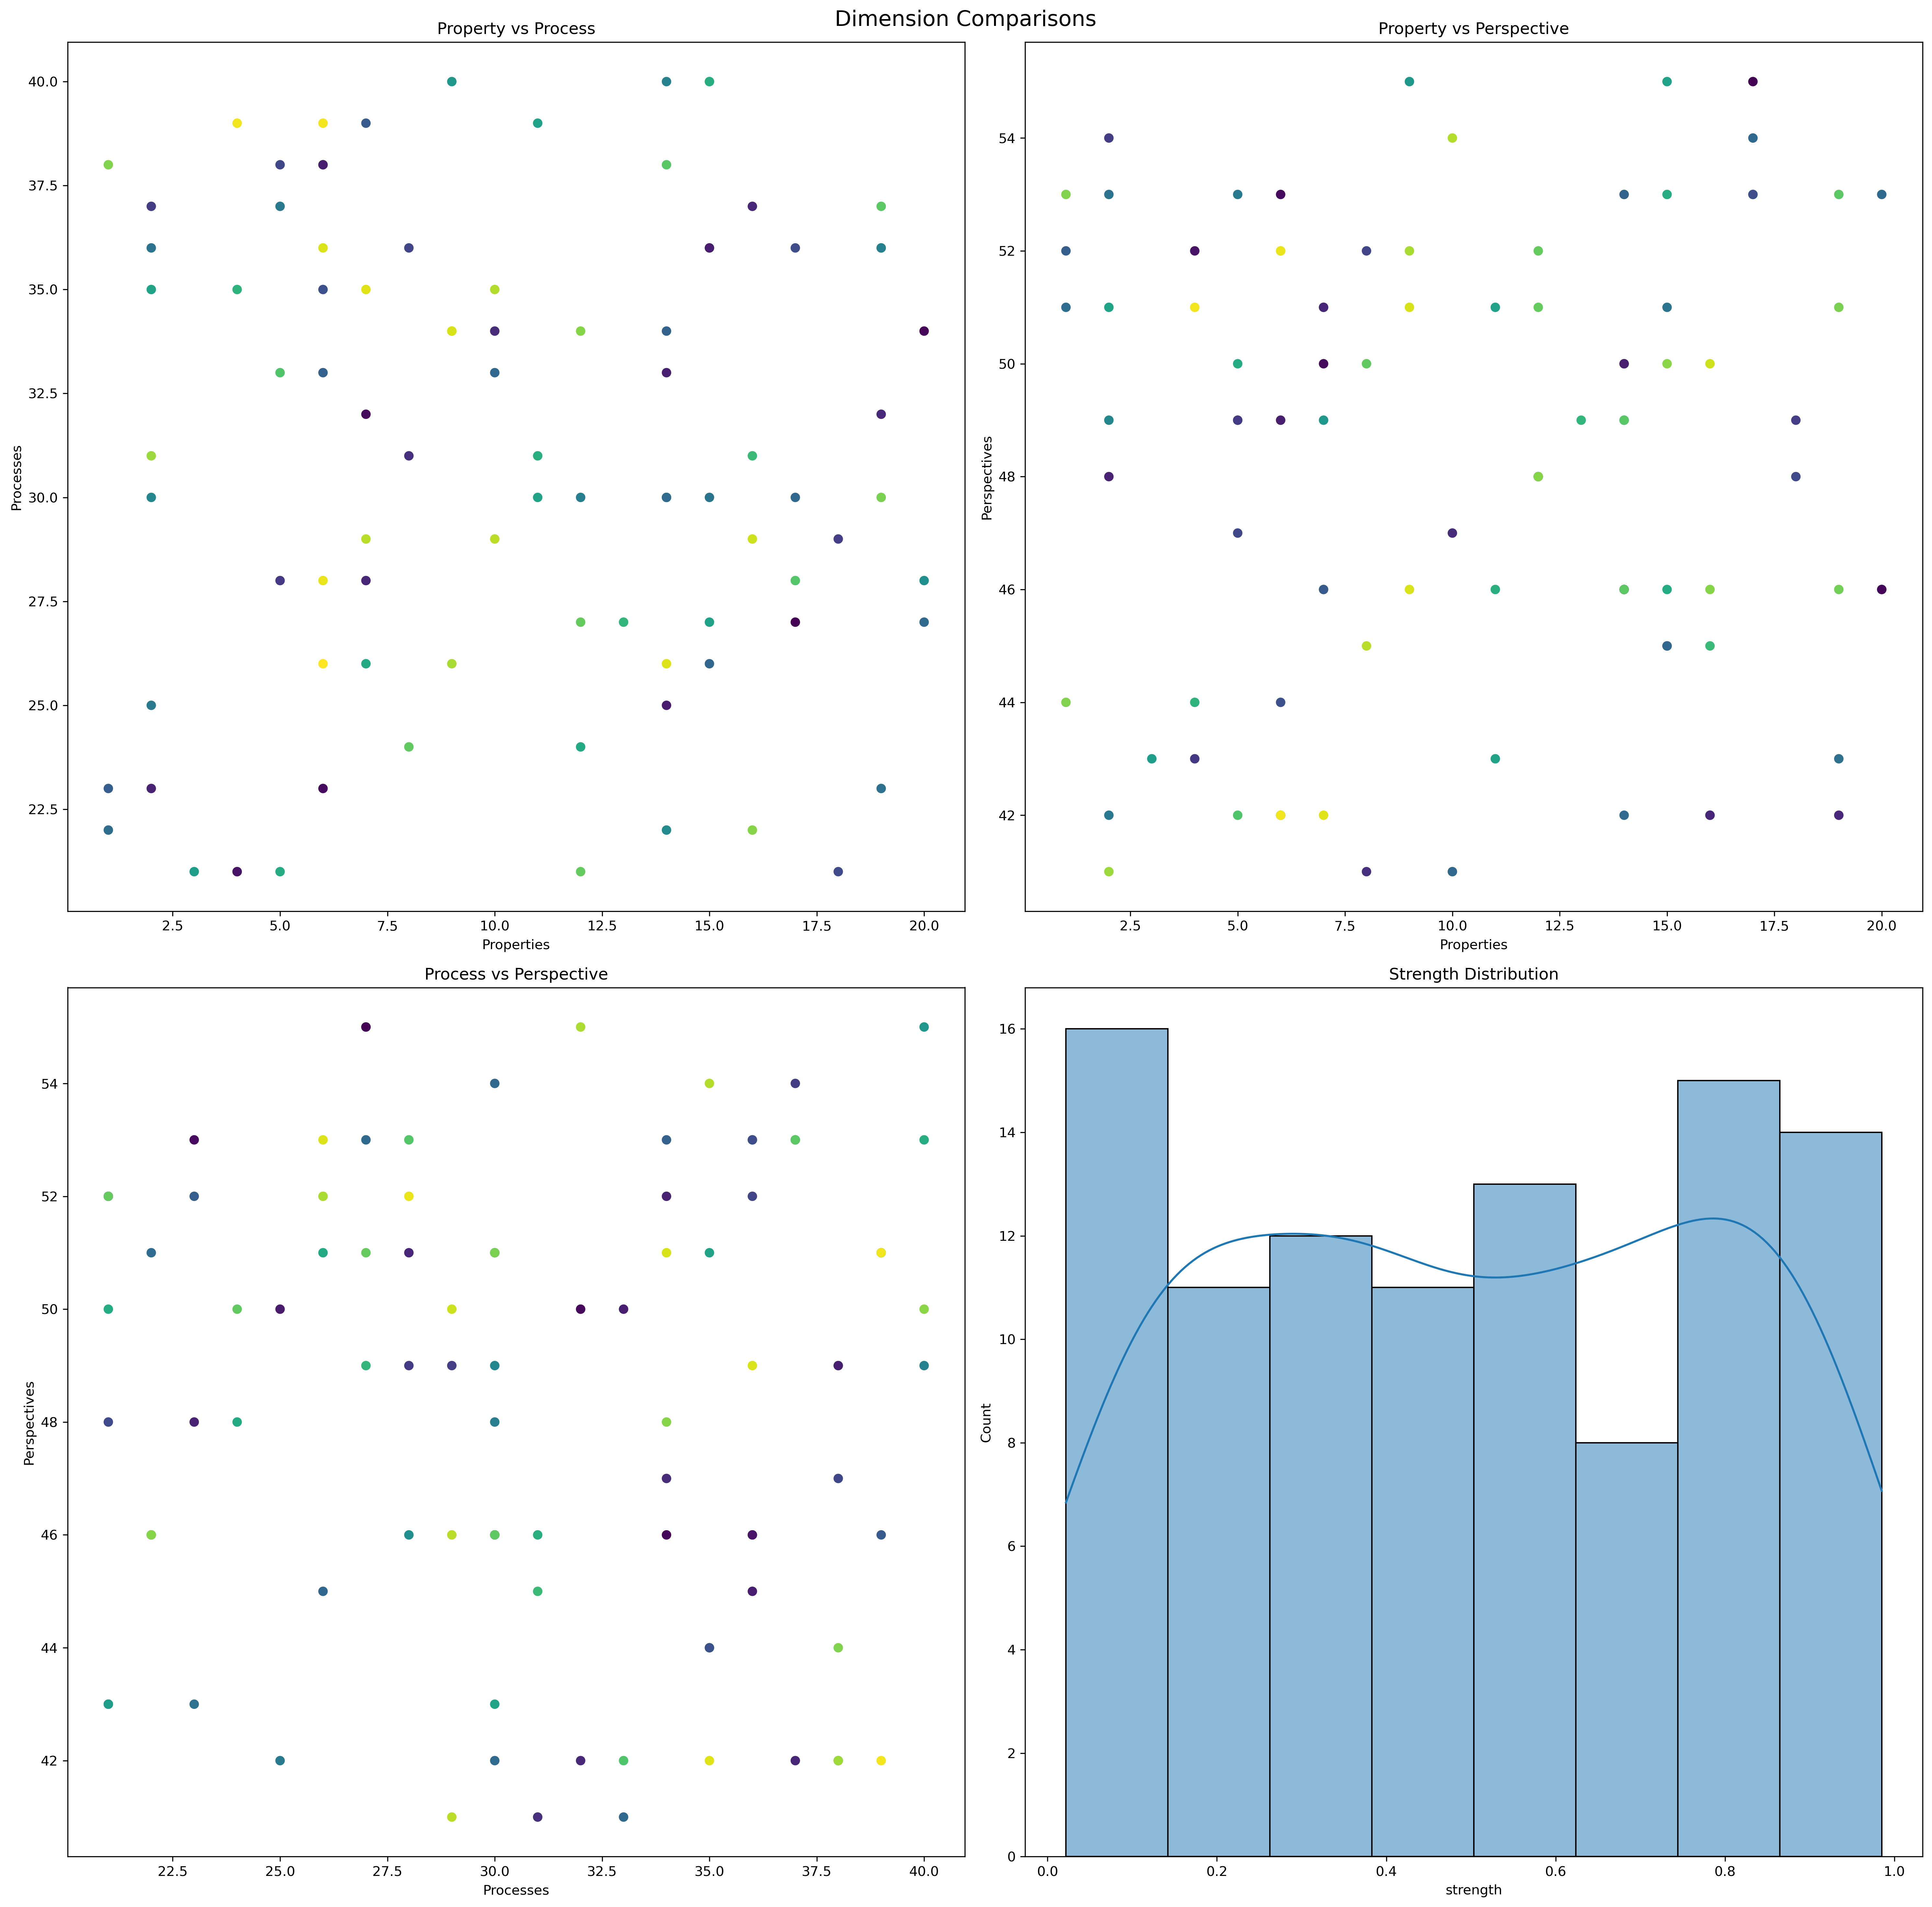 Dimension Comparisons
Property vs Process
40.0
37.5
35.0
32.5
30.0
27.5
25.0
22.5
Processes
2.5 5.0 7.5 10.0 12.5 15.0 17.5 20.0
Properties
Property vs Perspective
54
52
50
48
46
44
42
Perspectives
2.5 5.0 7.5 10.0 12.5 15.0 17.5 20.0
Properties
Process vs Perspective
54
52
50
48
46
44
42
Perspectives
22.5 25.0 27.5 30.0 32.5 35.0 37.5 40.0
Processes
Strength Distribution
16
14
12
10
8
6
4
2
0
Count
0.0 0.2 0.4 0.6 0.8 1.0
strength